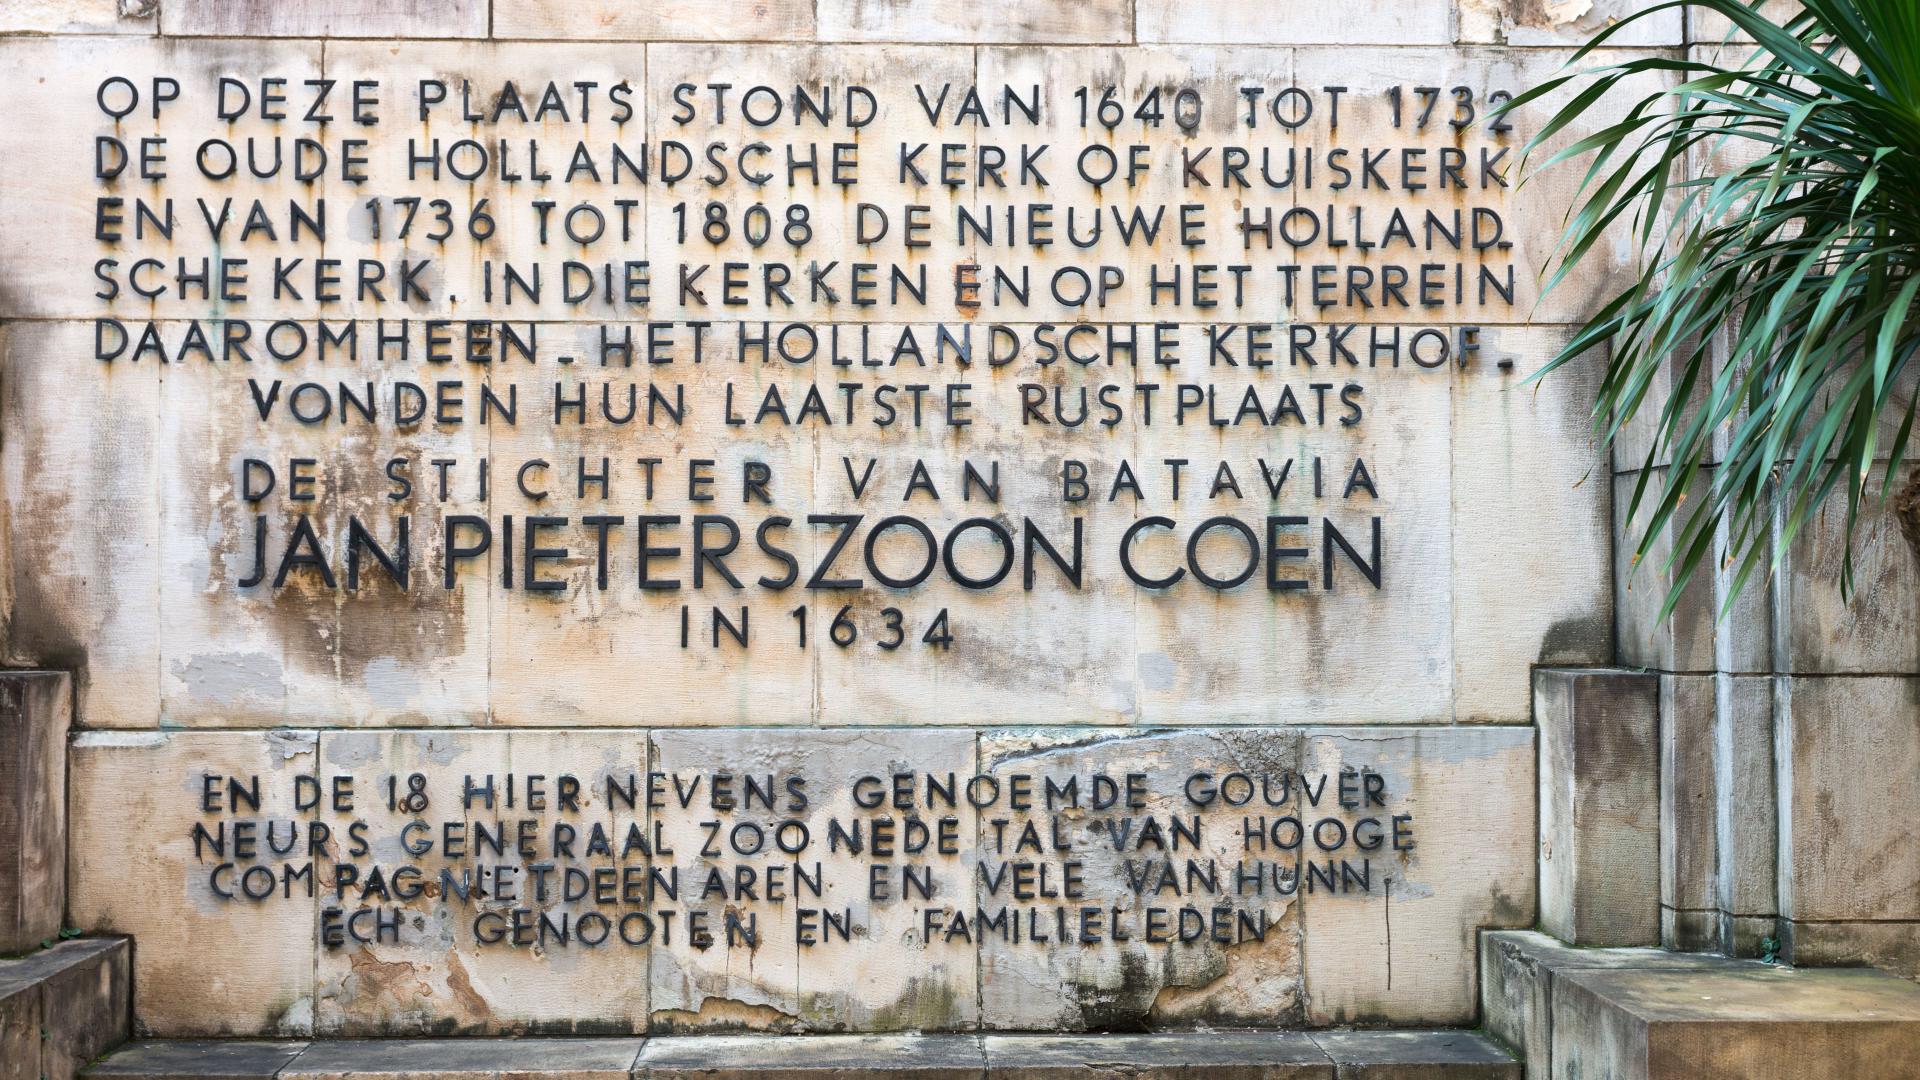 OP DEZE PLAATS STOND VAN 1640 TOT 1732
DE OUDE HOLLANDSCHE KERK OF KRUISKERK
EN VAN 1736 TOT 1808 DE NIEUWE HOLLAND-
SCHE KERK. IN DIE KERKEN EN OP HET TERREIN
DAAROMHEEN - HET HOLLANDSCHE KERKHOF -
VONDEN HUN LAATSTE RUSTPLAATS
DE STICHTER VAN BATAVIA
JAN PIETERSZOON COEN
IN 1634
EN DE 18 HIER NEVENS GENOEMDE GOUVER
NEURS GENERAAL ZOO NEDE TAL VAN HOOGE
COMPAGNIETDEENAREN EN VELE VAN HUNN.
ECH GENOOTEN EN FAMILIELEDEN